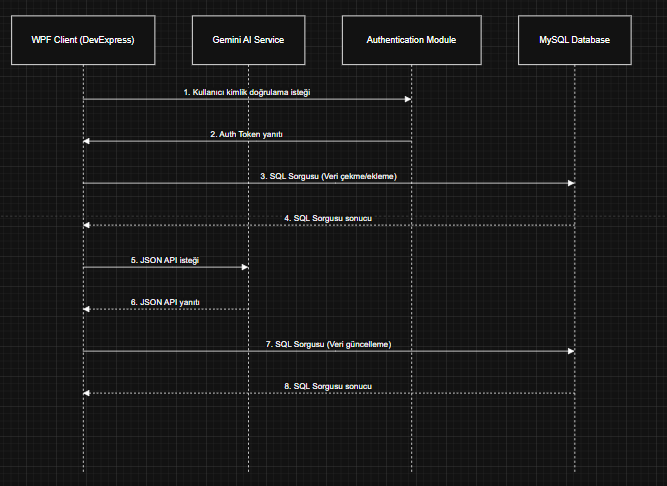 WPF Client (DevExpress)
Gemini AI Service
Authentication Module
MySQL Database
1. Kullanıcı kimlik doğrulama isteği
2. Auth Token yanıtı
3. SQL Sorgusu (Veri çekme/ekleme)
4. SQL Sorgusu sonucu
5. JSON API isteği
6. JSON API yanıtı
7. SQL Sorgusu (Veri güncelleme)
8. SQL Sorgusu sonucu